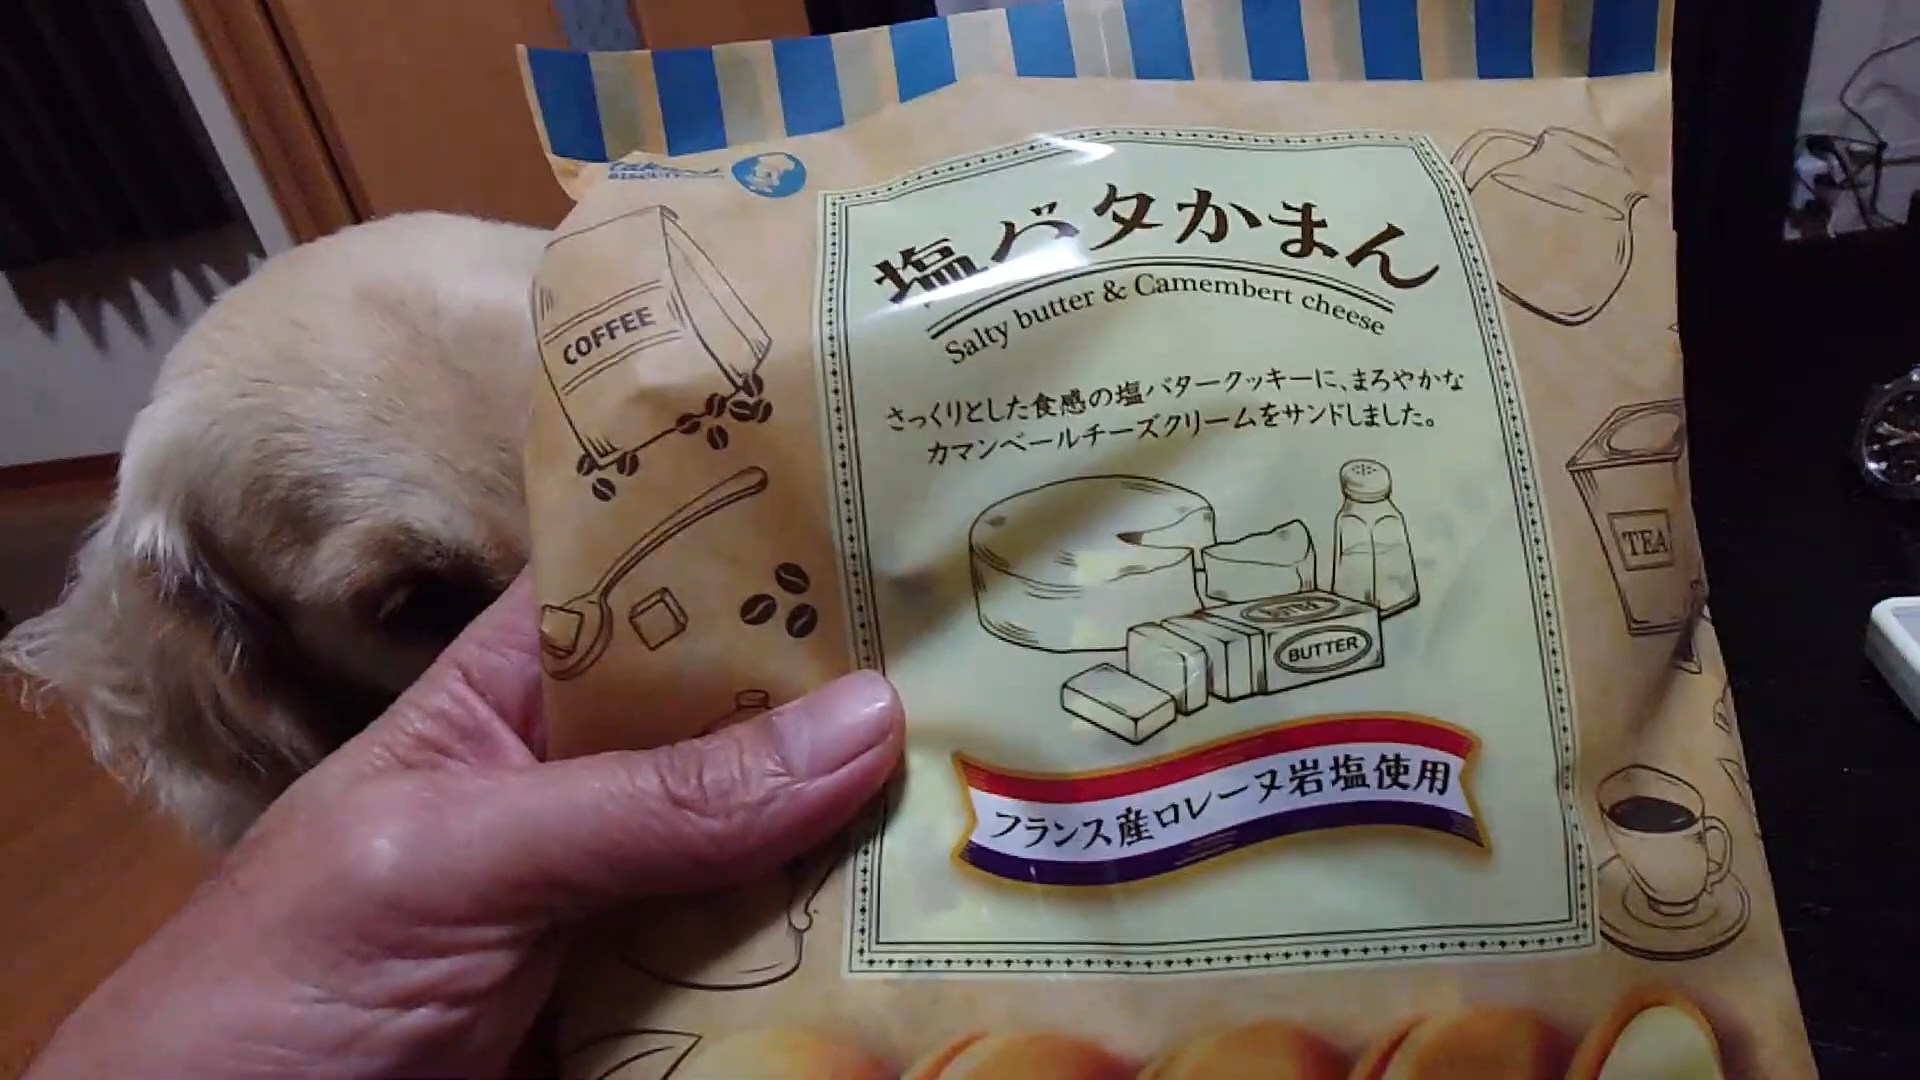 塩バタかまん
Salty butter & Camembert cheese
さっくりとした食感の塩バタークッキーに、まろやかな
カマンベールチーズクリームをサンドしました。
COFFEE
TEA
BUTTER
BUTTER
フランス産ロレーヌ岩塩使用